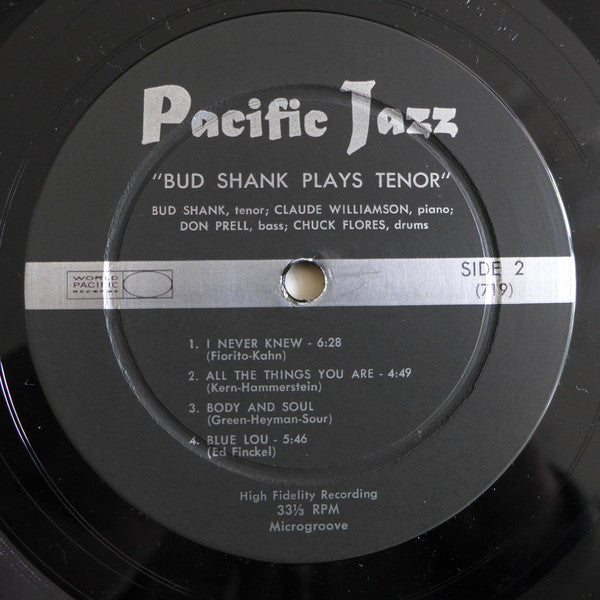 Pacific Jazz
"BUD SHANK PLAYS TENOR"
BUD SHANK, tenor; CLAUDE WILLIAMSON, piano;
DON PRELL, bass; CHUCK FLORES, drums
WORLD
PACIFIC
RECORDS
SIDE 2
(719)
1. I NEVER KNEW - 6:28
(Fiorito-Kahn)
2. ALL THE THINGS YOU ARE - 4:49
(Kern-Hammerstein)
3. BODY AND SOUL
(Green-Heyman-Sour)
4. BLUE LOU - 5:46
(Ed Finckel)
High Fidelity Recording
33⅓ RPM
Microgroove